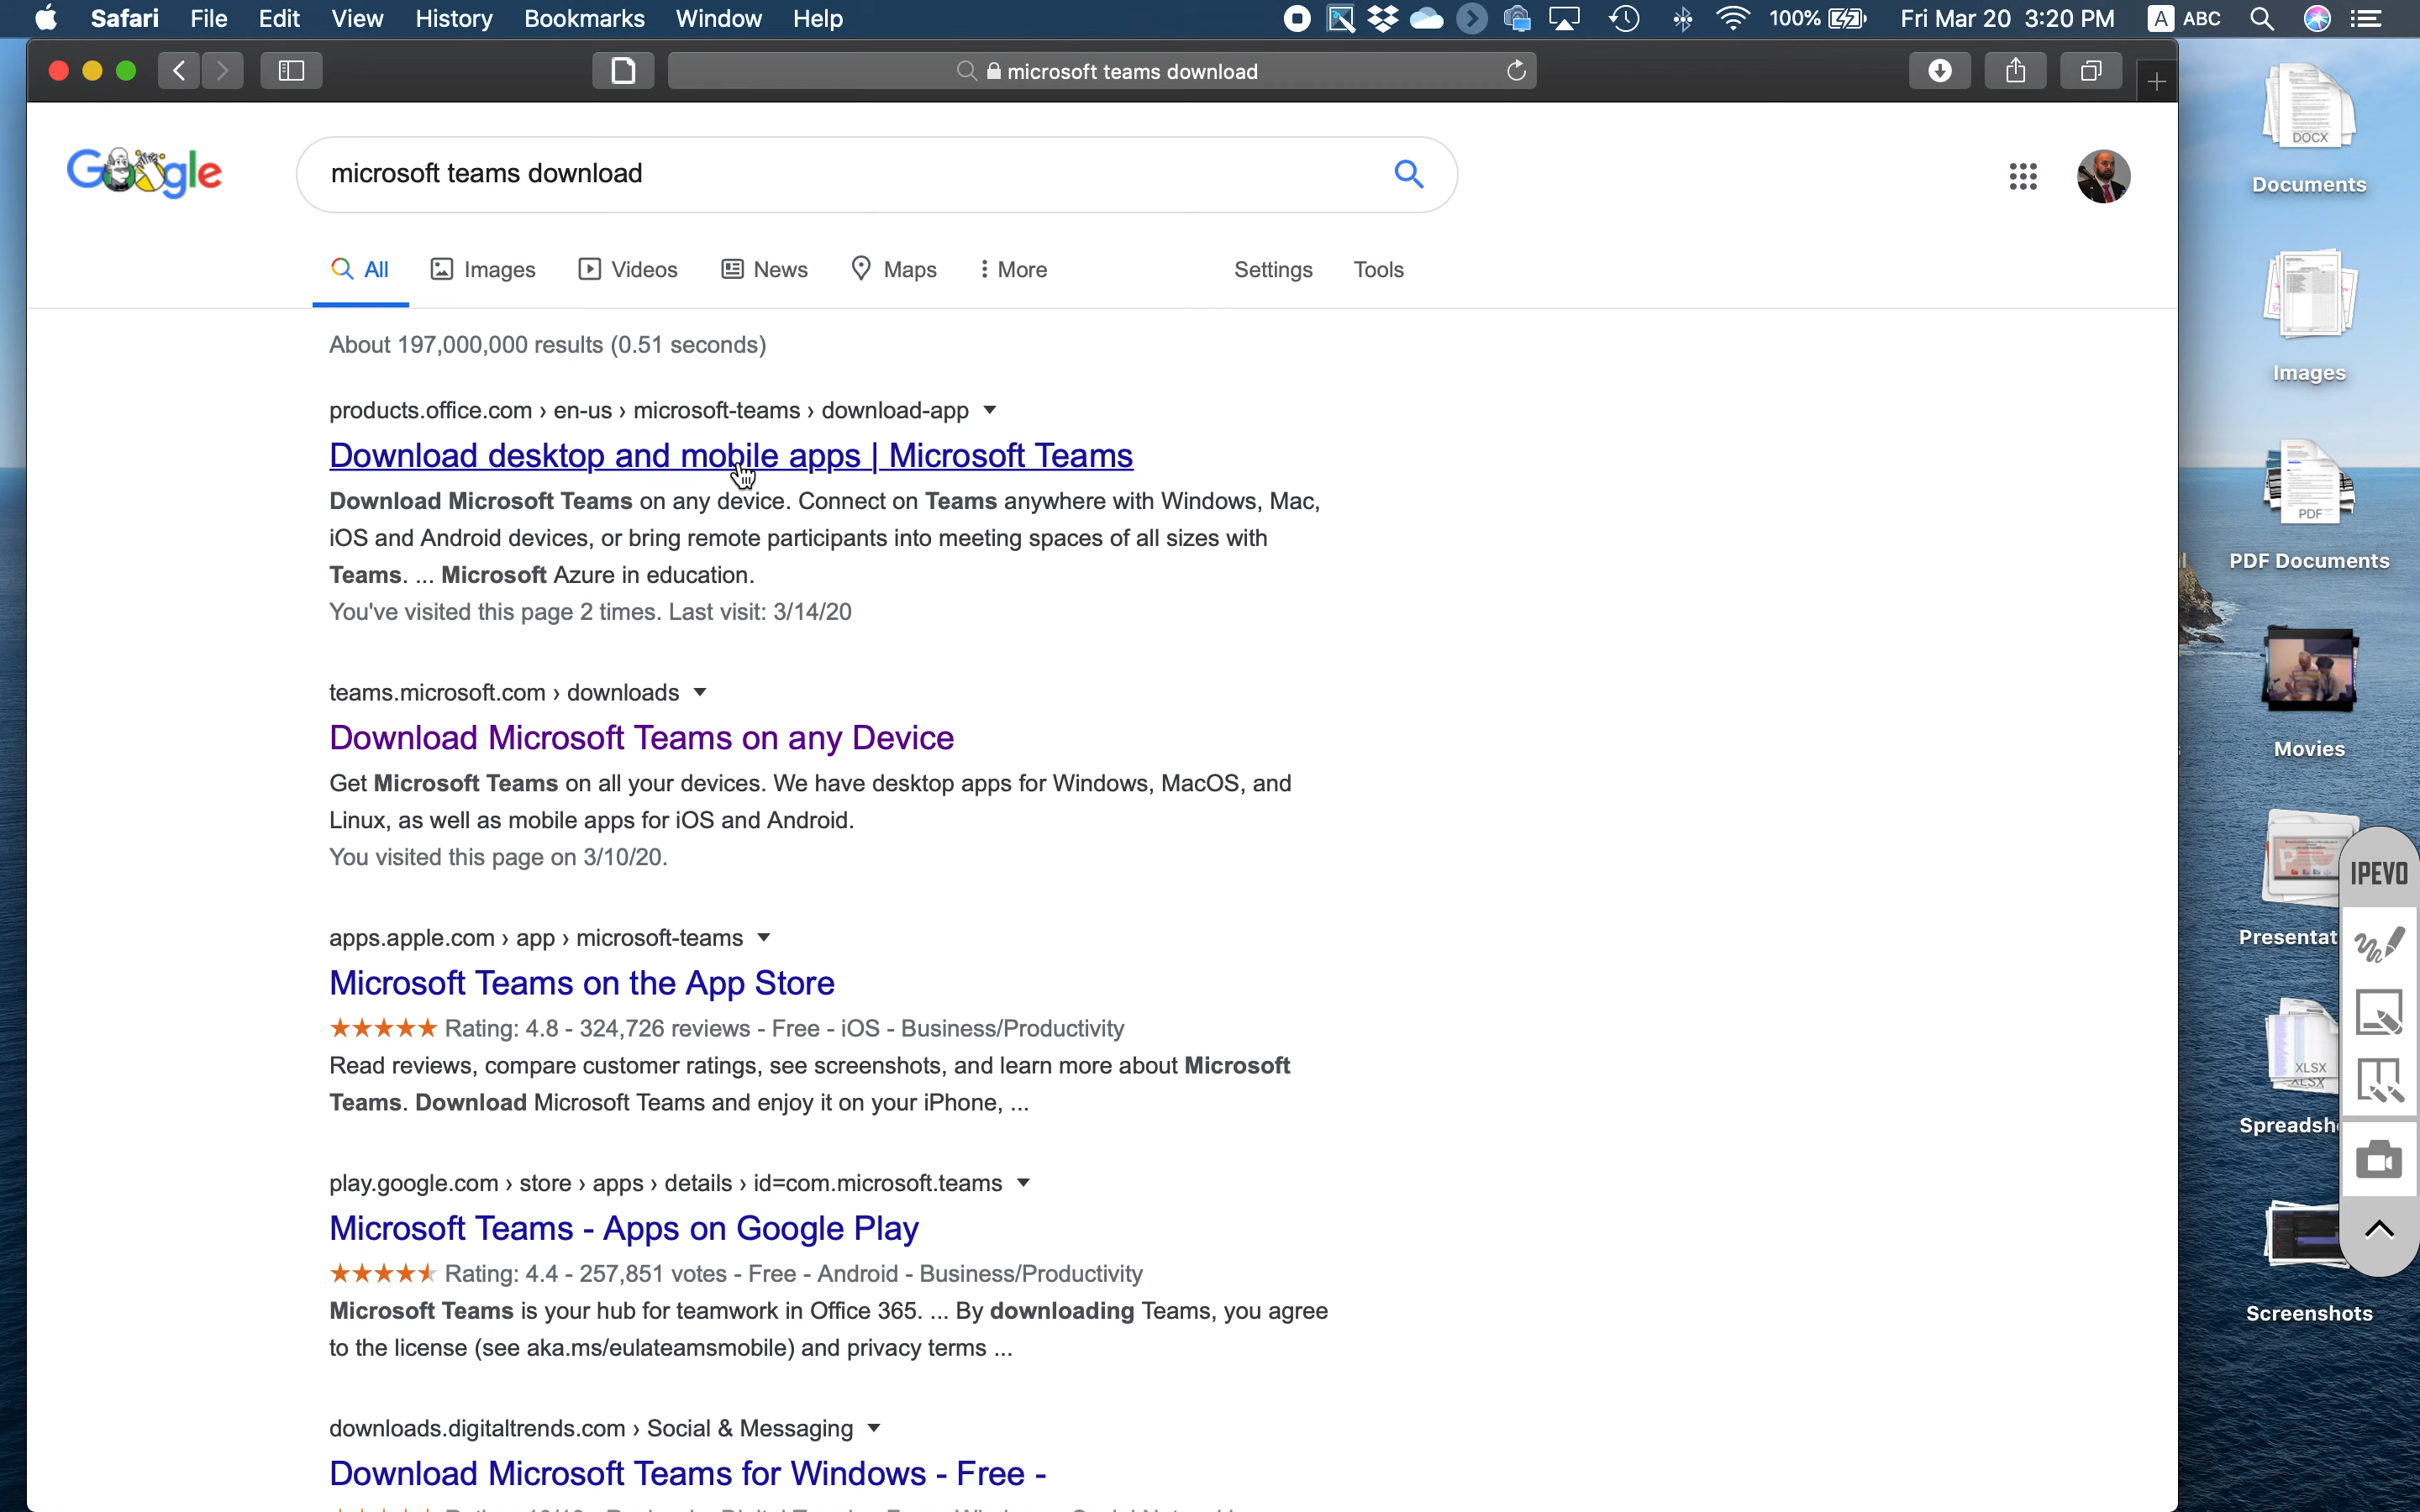 Safari File Edit View History Bookmarks Window Help 100% Fri Mar 20 3:20 PM A ABC
microsoft teams download
Google
microsoft teams download
All Images Videos News Maps More Settings Tools
About 197,000,000 results (0.51 seconds)
products.office.com › en-us › microsoft-teams › download-app
Download desktop and mobile apps | Microsoft Teams
Download Microsoft Teams on any device. Connect on Teams anywhere with Windows, Mac,
iOS and Android devices, or bring remote participants into meeting spaces of all sizes with
Teams. ... Microsoft Azure in education.
You've visited this page 2 times. Last visit: 3/14/20
teams.microsoft.com › downloads
Download Microsoft Teams on any Device
Get Microsoft Teams on all your devices. We have desktop apps for Windows, MacOS, and
Linux, as well as mobile apps for iOS and Android.
You visited this page on 3/10/20.
apps.apple.com › app › microsoft-teams
Microsoft Teams on the App Store
Rating: 4.8 - 324,726 reviews - Free - iOS - Business/Productivity
Read reviews, compare customer ratings, see screenshots, and learn more about Microsoft
Teams. Download Microsoft Teams and enjoy it on your iPhone, ...
play.google.com › store › apps › details › id=com.microsoft.teams
Microsoft Teams - Apps on Google Play
Rating: 4.4 - 257,851 votes - Free - Android - Business/Productivity
Microsoft Teams is your hub for teamwork in Office 365. ... By downloading Teams, you agree
to the license (see aka.ms/eulateamsmobile) and privacy terms ...
downloads.digitaltrends.com › Social & Messaging
Download Microsoft Teams for Windows - Free -
DOCX
Documents
Images
PDF
PDF Documents
Movies
P
Presentat
IPEVO
XLSX
XLSX
Spreadsh
Screenshots